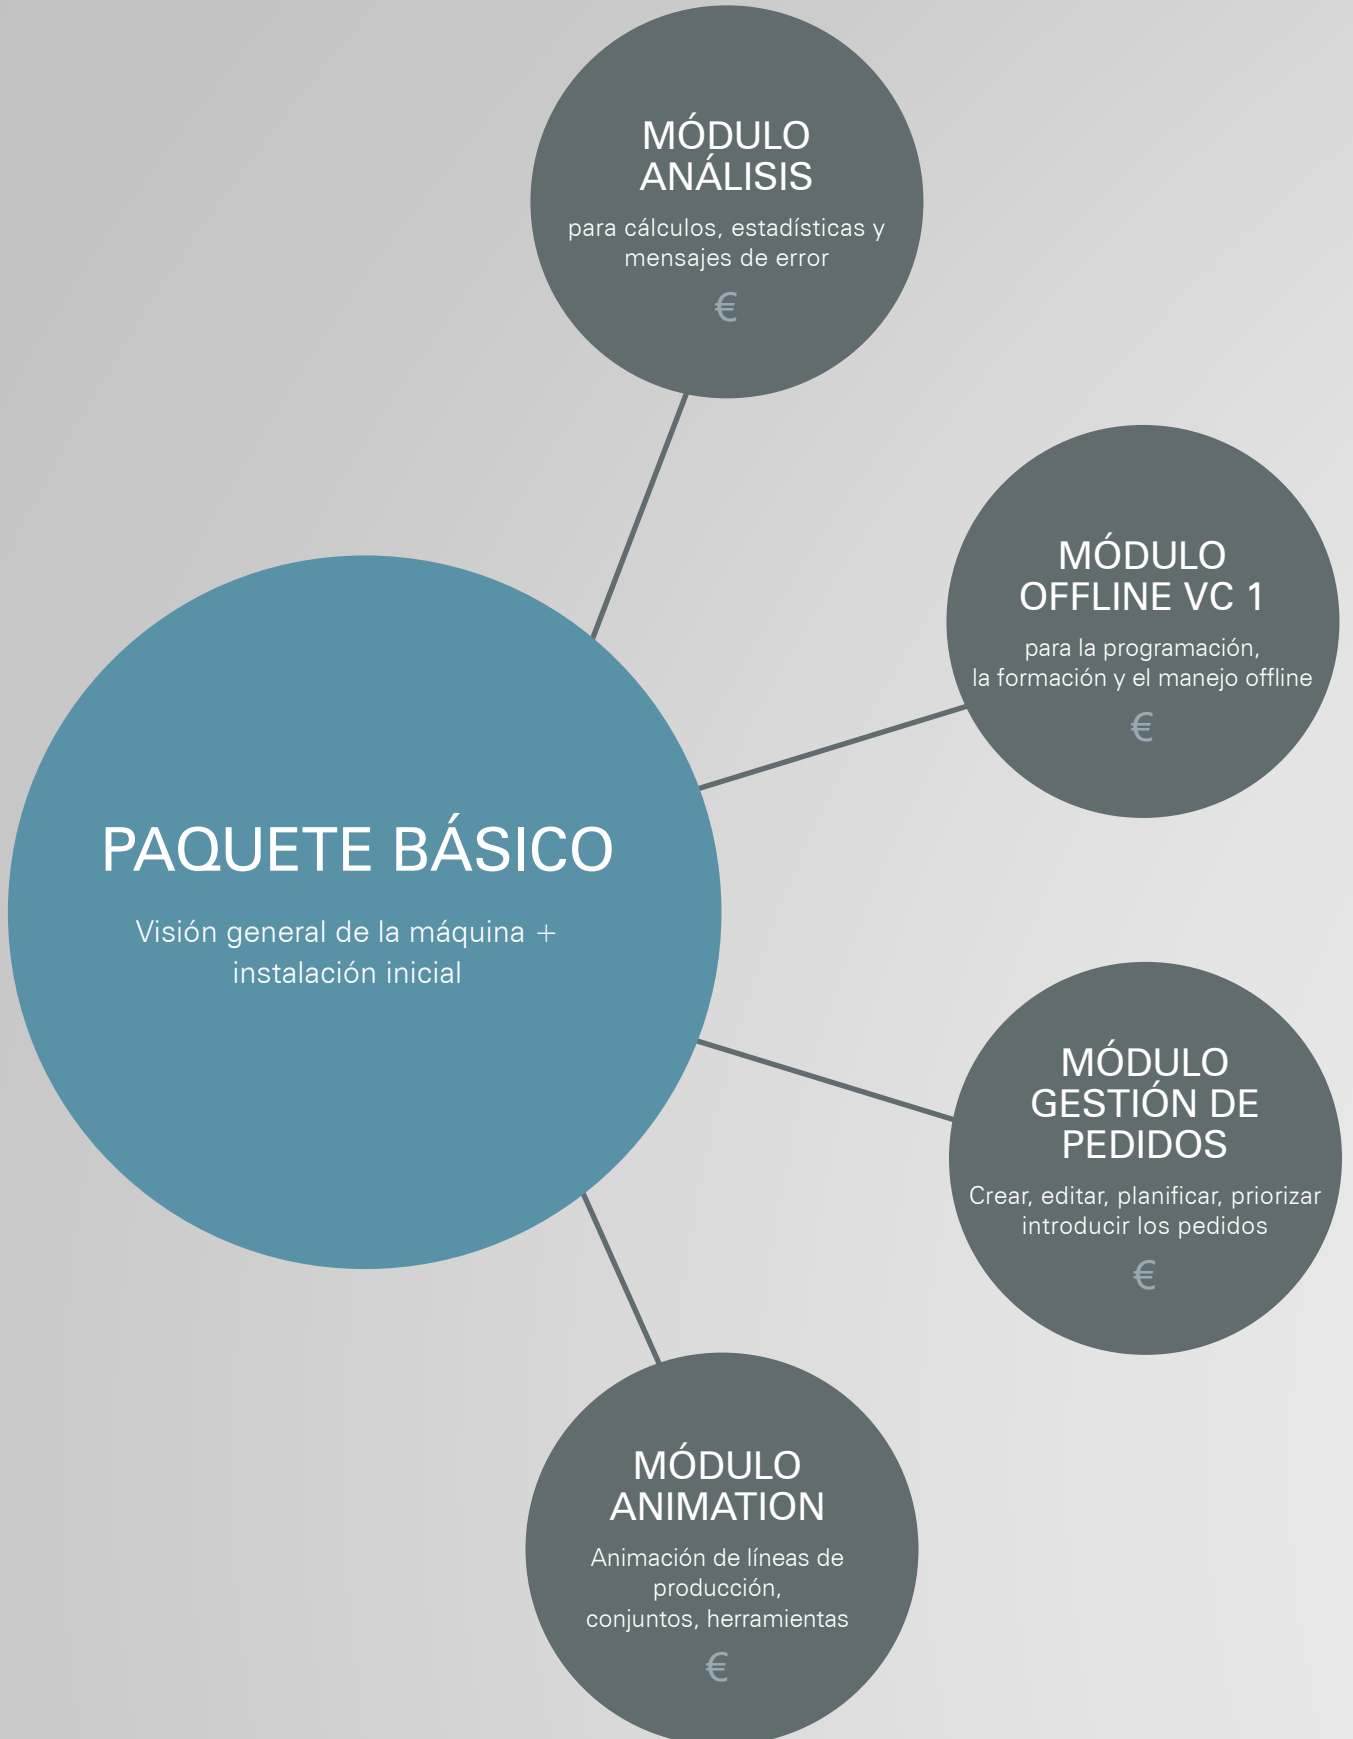 MÓDULO
ANÁLISIS
para cálculos, estadísticas y
mensajes de error
€
MÓDULO
OFFLINE VC 1
para la programación,
la formación y el manejo offline
€
PAQUETE BÁSICO
Visión general de la máquina +
instalación inicial
MÓDULO
GESTIÓN DE
PEDIDOS
Crear, editar, planificar, priorizar
introducir los pedidos
€
MÓDULO
ANIMATION
Animación de líneas de
producción,
conjuntos, herramientas
€